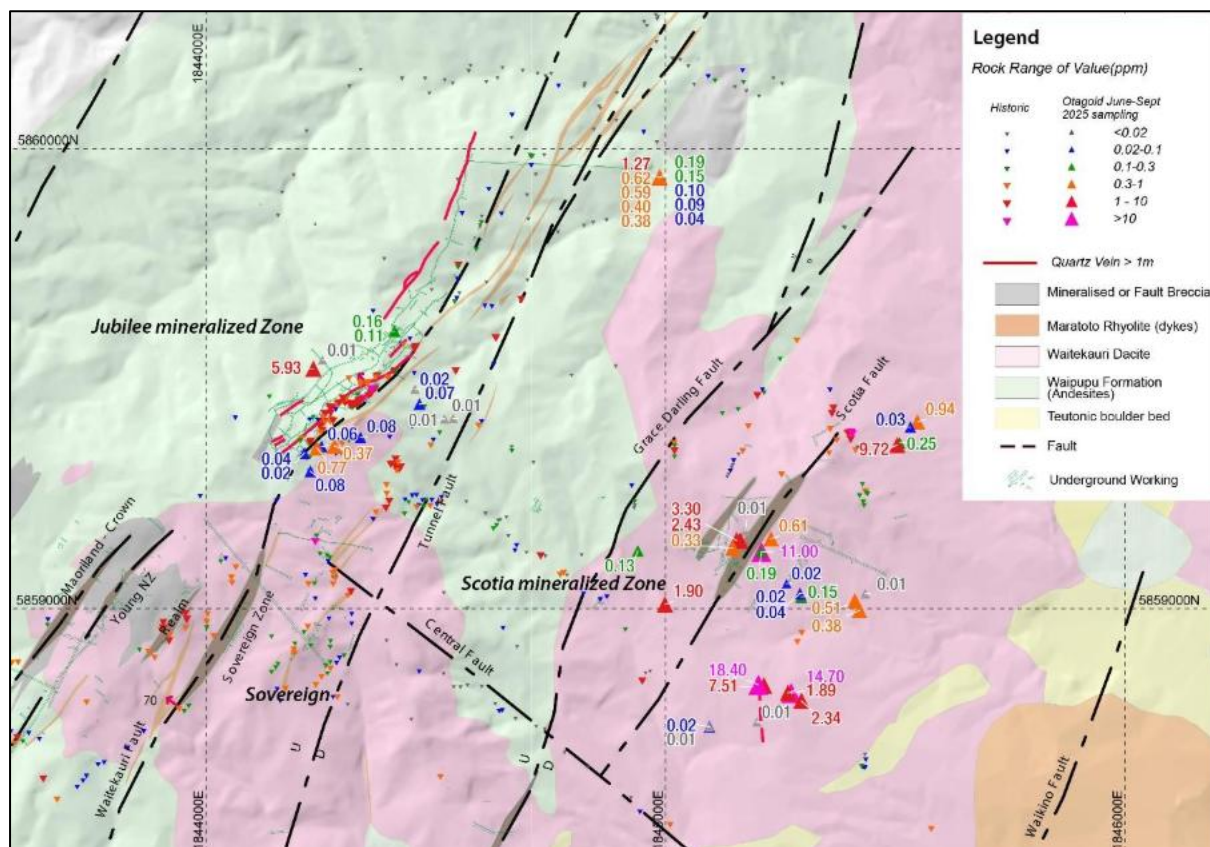 Legend
Rock Range of Value(ppm)
Historic
Otagold June-Sept
2025 sampling
<0.02
0.02-0.1
0.1-0.3
0.3-1
1 - 10
>10
Quartz Vein > 1m
Mineralised or Fault Breccia
Maratoto Rhyolite (dykes)
Waitekauri Dacite
Waipupu Formation
(Andesites)
Teutonic boulder bed
Fault
Underground Working
1844000E
5860000N
1.27
0.62
0.59
0.40
0.38
0.19
0.15
0.10
0.09
0.04
Jubilee mineralized Zone
0.16
0.11
0.01
5.93
0.02
0.07
0.01
0.01
0.06
0.08
0.04
0.02
0.37
0.77
0.08
Tunnel Fault
Grace Darling Fault
Scotia Fault
0.03
0.94
9.72
0.25
3.30
2.43
0.33
0.01
0.61
11.00
0.19
0.13
Scotia mineralized Zone
0.02
0.02
0.04
0.15
0.01
0.51
0.38
1.90
5859000N
5859000N
Maoriland - Crown
Young NZ
Realm
Sovereign Zone
Sovereign
Central Fault
70
Waitekauri Fault
U
D
U
D
18.40
7.51
14.70
1.89
2.34
0.01
0.02
0.01
Waikino Fault
1844000E
1846000E